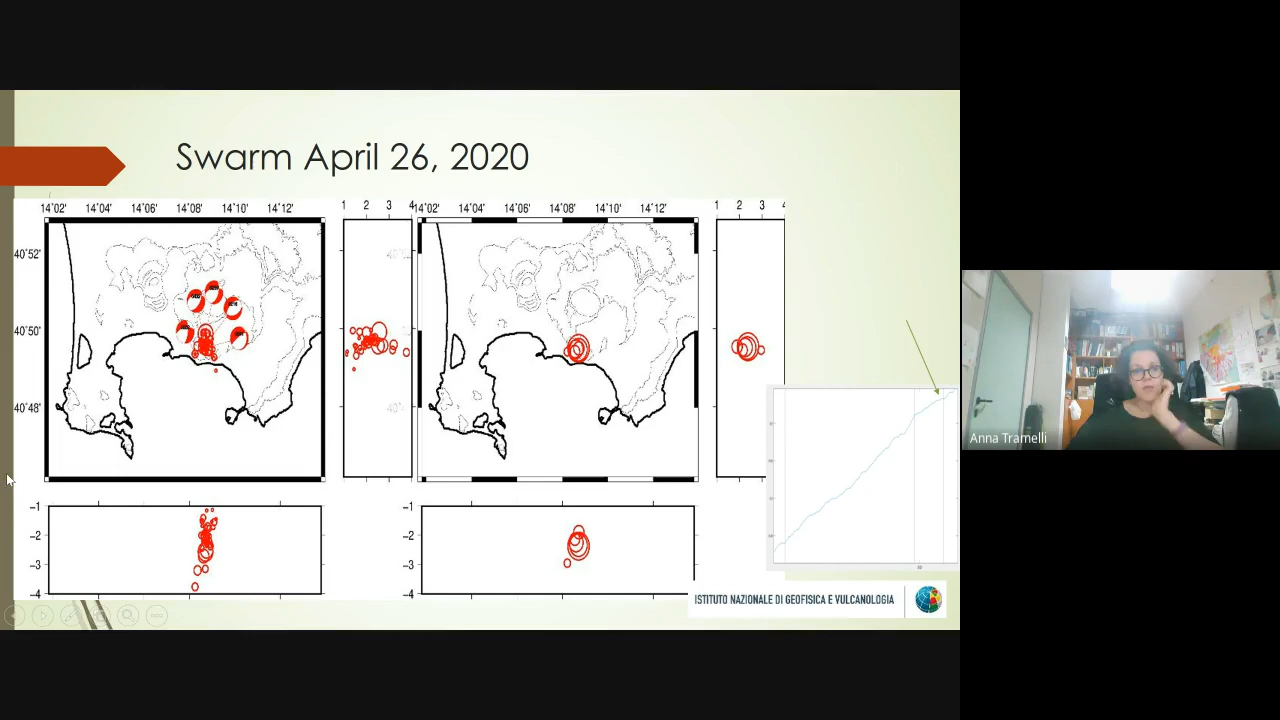 Swarm April 26, 2020
14°02' 14°04' 14°06' 14°08' 14°10' 14°12'
1 2 3 4
14°02' 14°04' 14°06' 14°08' 14°10' 14°12'
1 2 3 4
40°52'
40°50'
40°48'
-1
-2
-3
-4
-1
-2
-3
-4
ISTITUTO NAZIONALE DI GEOFISICA E VULCANOLOGIA
Anna Tramelli